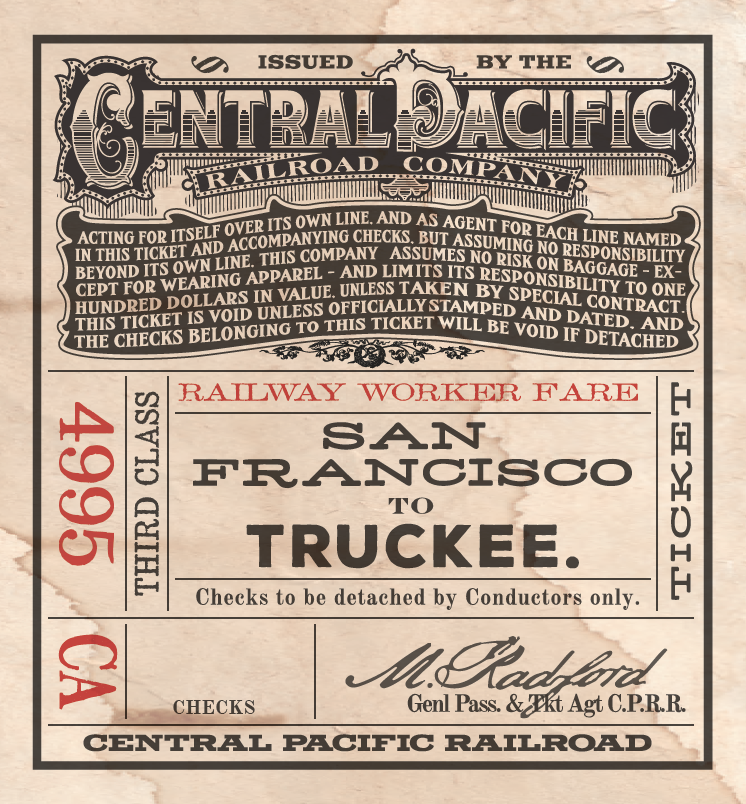 ISSUED BY THE
CENTRAL PACIFIC
RAILROAD COMPANY
ACTING FOR ITSELF OVER ITS OWN LINE, AND AS AGENT FOR EACH LINE NAMED
IN THIS TICKET AND ACCOMPANYING CHECKS, BUT ASSUMING NO RESPONSIBILITY
BEYOND ITS OWN LINE. THIS COMPANY ASSUMES NO RISK ON BAGGAGE - EX-
CEPT FOR WEARING APPAREL - AND LIMITS ITS RESPONSIBILITY TO ONE
HUNDRED DOLLARS IN VALUE, UNLESS TAKEN BY SPECIAL CONTRACT.
THIS TICKET IS VOID UNLESS OFFICIALLY STAMPED AND DATED. AND
THE CHECKS BELONGING TO THIS TICKET WILL BE VOID IF DETACHED
4995
THIRD CLASS
RAILWAY WORKER FARE
SAN
FRANCISCO
TO
TRUCKEE.
Checks to be detached by Conductors only.
TICKET
CA
CHECKS
M. Radford
Genl Pass. & Tkt Agt C.P.R.R.
CENTRAL PACIFIC RAILROAD